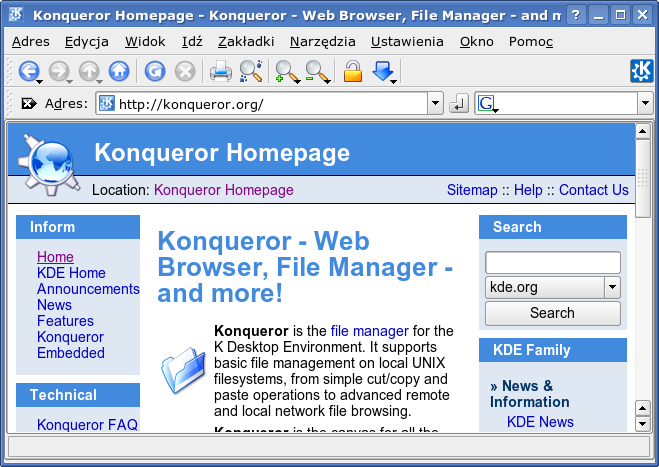 Konqueror Homepage - Konqueror - Web Browser, File Manager - and m
Adres Edycja Widok Idź Zakładki Narzędzia Ustawienia Okno Pomoc
Adres: http://konqueror.org/
Konqueror Homepage
Location: Konqueror Homepage Sitemap :: Help :: Contact Us
Inform
Home
KDE Home
Announcements
News
Features
Konqueror
Embedded
Technical
Konqueror FAQ
Konqueror - Web
Browser, File Manager -
and more!
Konqueror is the file manager for the
K Desktop Environment. It supports
basic file management on local UNIX
filesystems, from simple cut/copy and
paste operations to advanced remote
and local network file browsing.
Konqueror is the canvas for all the
Search
kde.org
Search
KDE Family
» News &
Information
KDE News